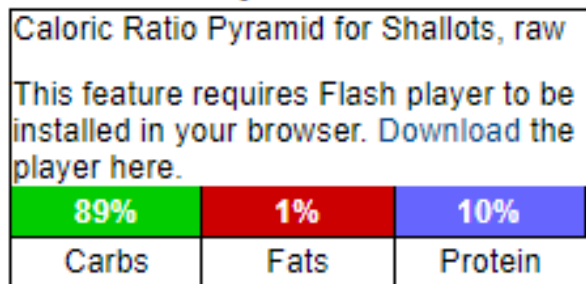 Caloric Ratio Pyramid for Shallots, raw
This feature requires Flash player to be
installed in your browser. Download the
player here.
89% 1% 10%
Carbs Fats Protein